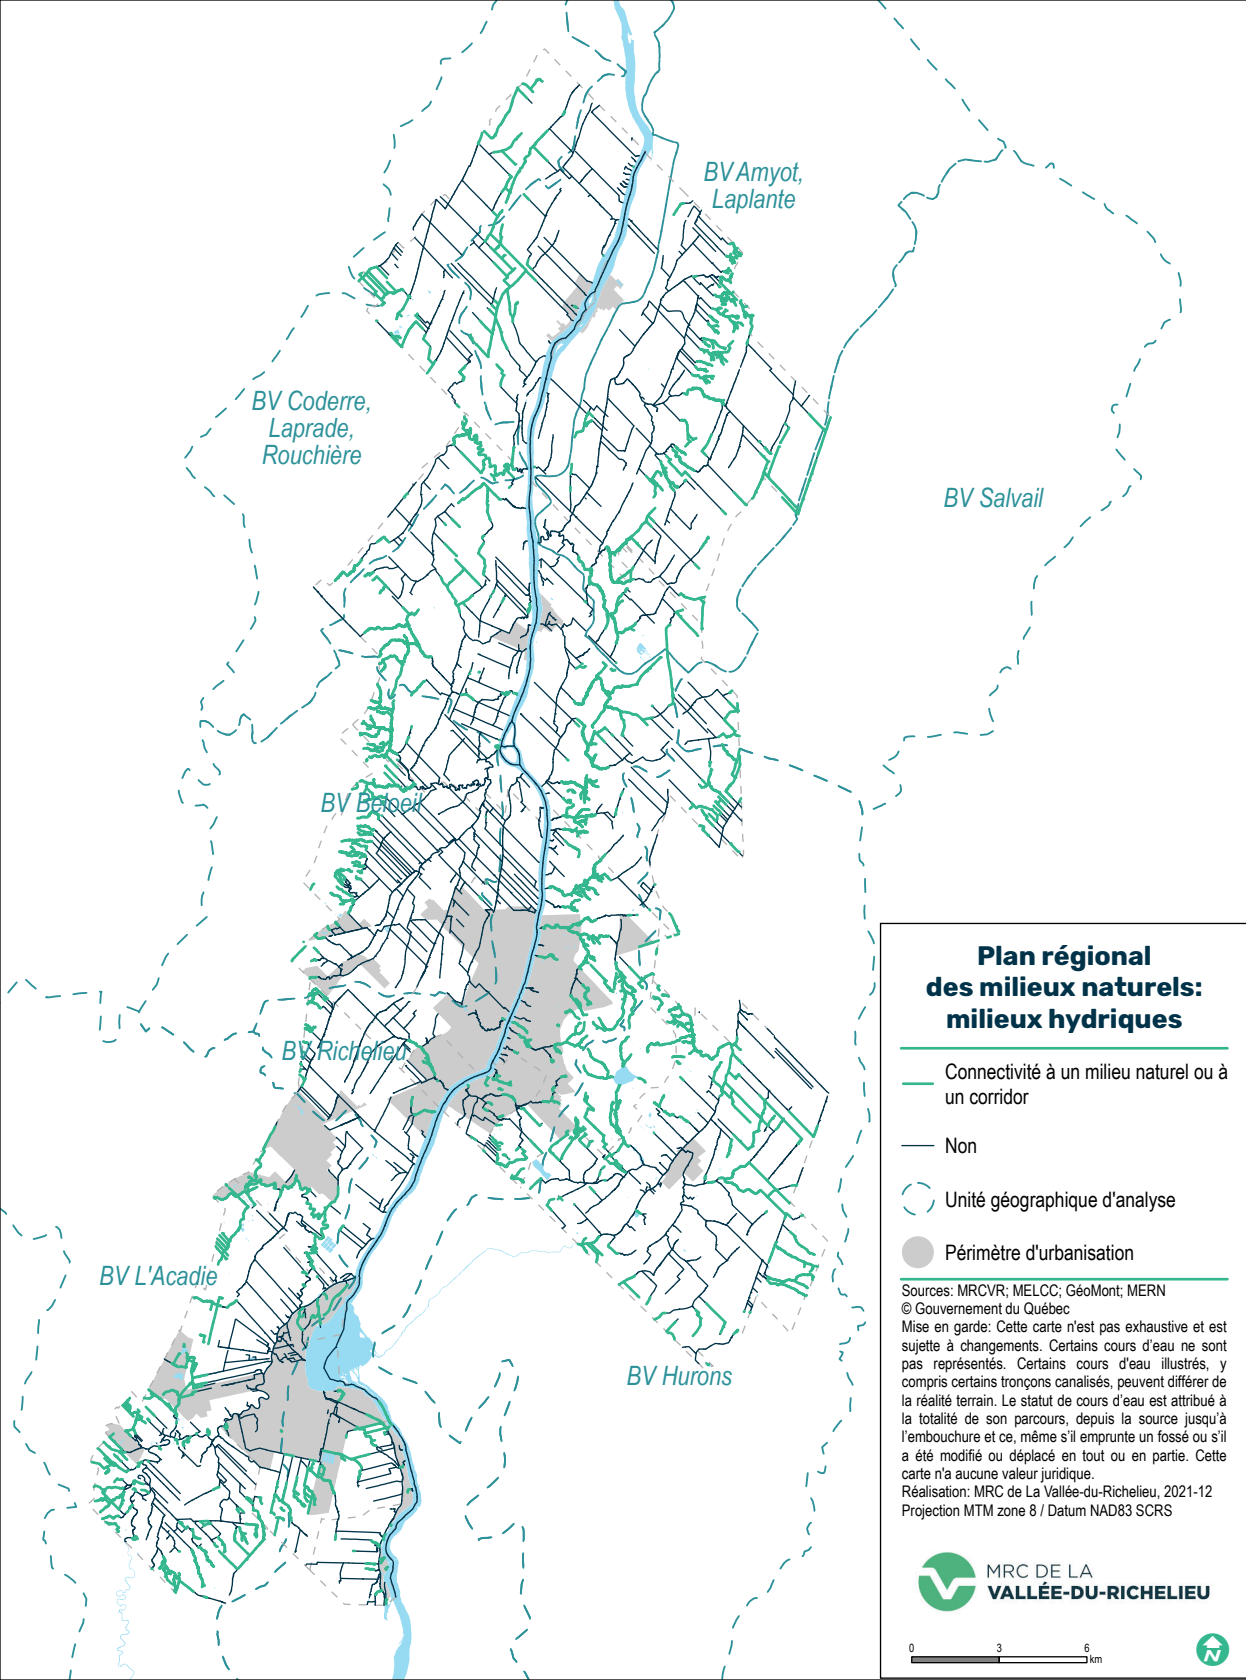 BV Amyot,
Laplante
BV Coderre,
Laprade,
Rouchière
BV Salvail
BV Beloeil
BV Richelieu
BV L'Acadie
BV Hurons
Plan régional
des milieux naturels:
milieux hydriques
Connectivité à un milieu naturel ou à
un corridor
Non
Unité géographique d'analyse
Périmètre d'urbanisation
Sources: MRCVR; MELCC; GéoMont; MERN
© Gouvernement du Québec
Mise en garde: Cette carte n'est pas exhaustive et est
sujette à changements. Certains cours d'eau ne sont
pas représentés. Certains cours d'eau illustrés, y
compris certains tronçons canalisés, peuvent différer de
la réalité terrain. Le statut de cours d'eau est attribué à
la totalité de son parcours, depuis la source jusqu'à
l'embouchure et ce, même s'il emprunte un fossé ou s'il
a été modifié ou déplacé en tout ou en partie. Cette
carte n'a aucune valeur juridique.
Réalisation: MRC de La Vallée-du-Richelieu, 2021-12
Projection MTM zone 8 / Datum NAD83 SCRS
MRC DE LA
VALLÉE-DU-RICHELIEU
0 3 6
km
N